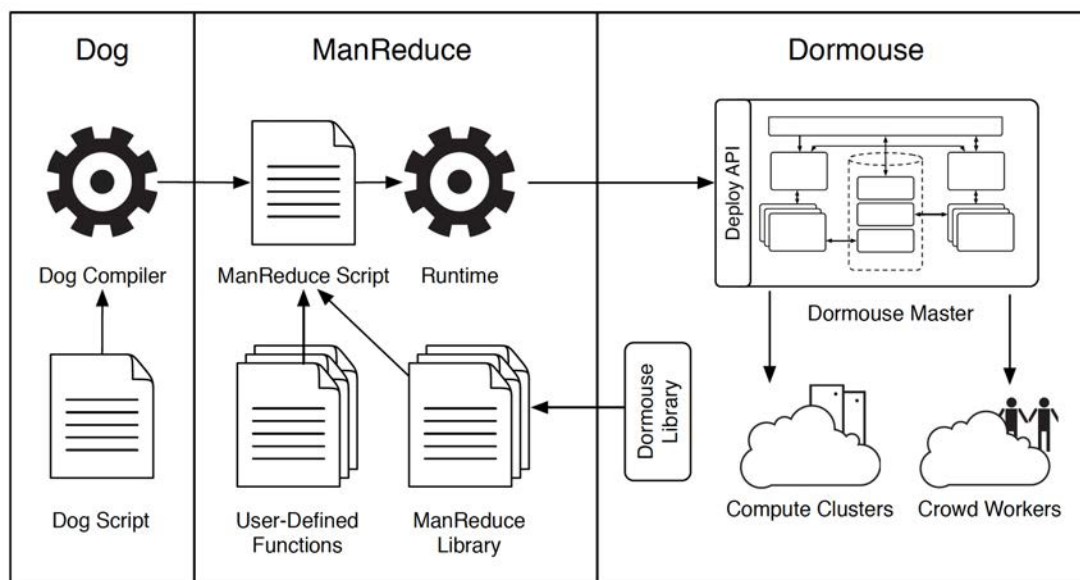 Dog
ManReduce
Dormouse
Deploy API
Dog Compiler
ManReduce Script
Runtime
Dormouse Master
Dormouse
Library
Dog Script
User-Defined
Functions
ManReduce
Library
Compute Clusters
Crowd Workers